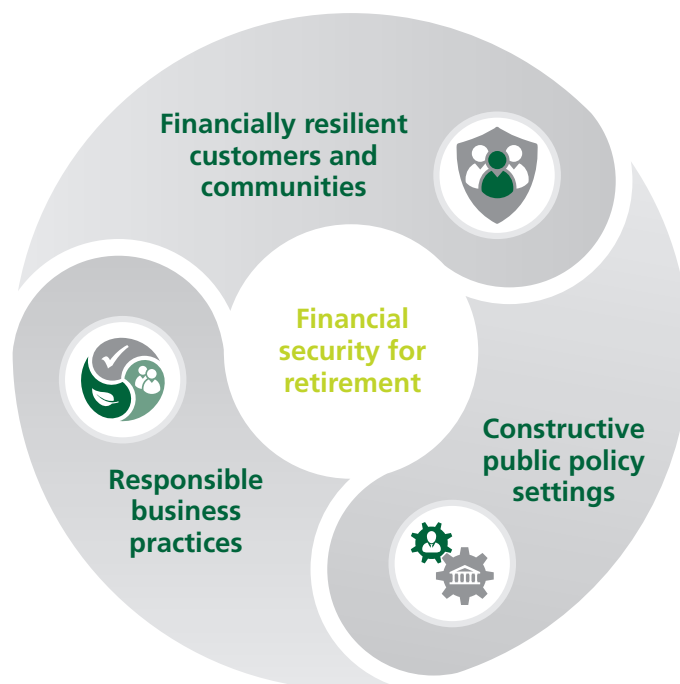 Financially resilient
customers and
communities
Financial
security for
retirement
Constructive
public policy
settings
Responsible
business
practices